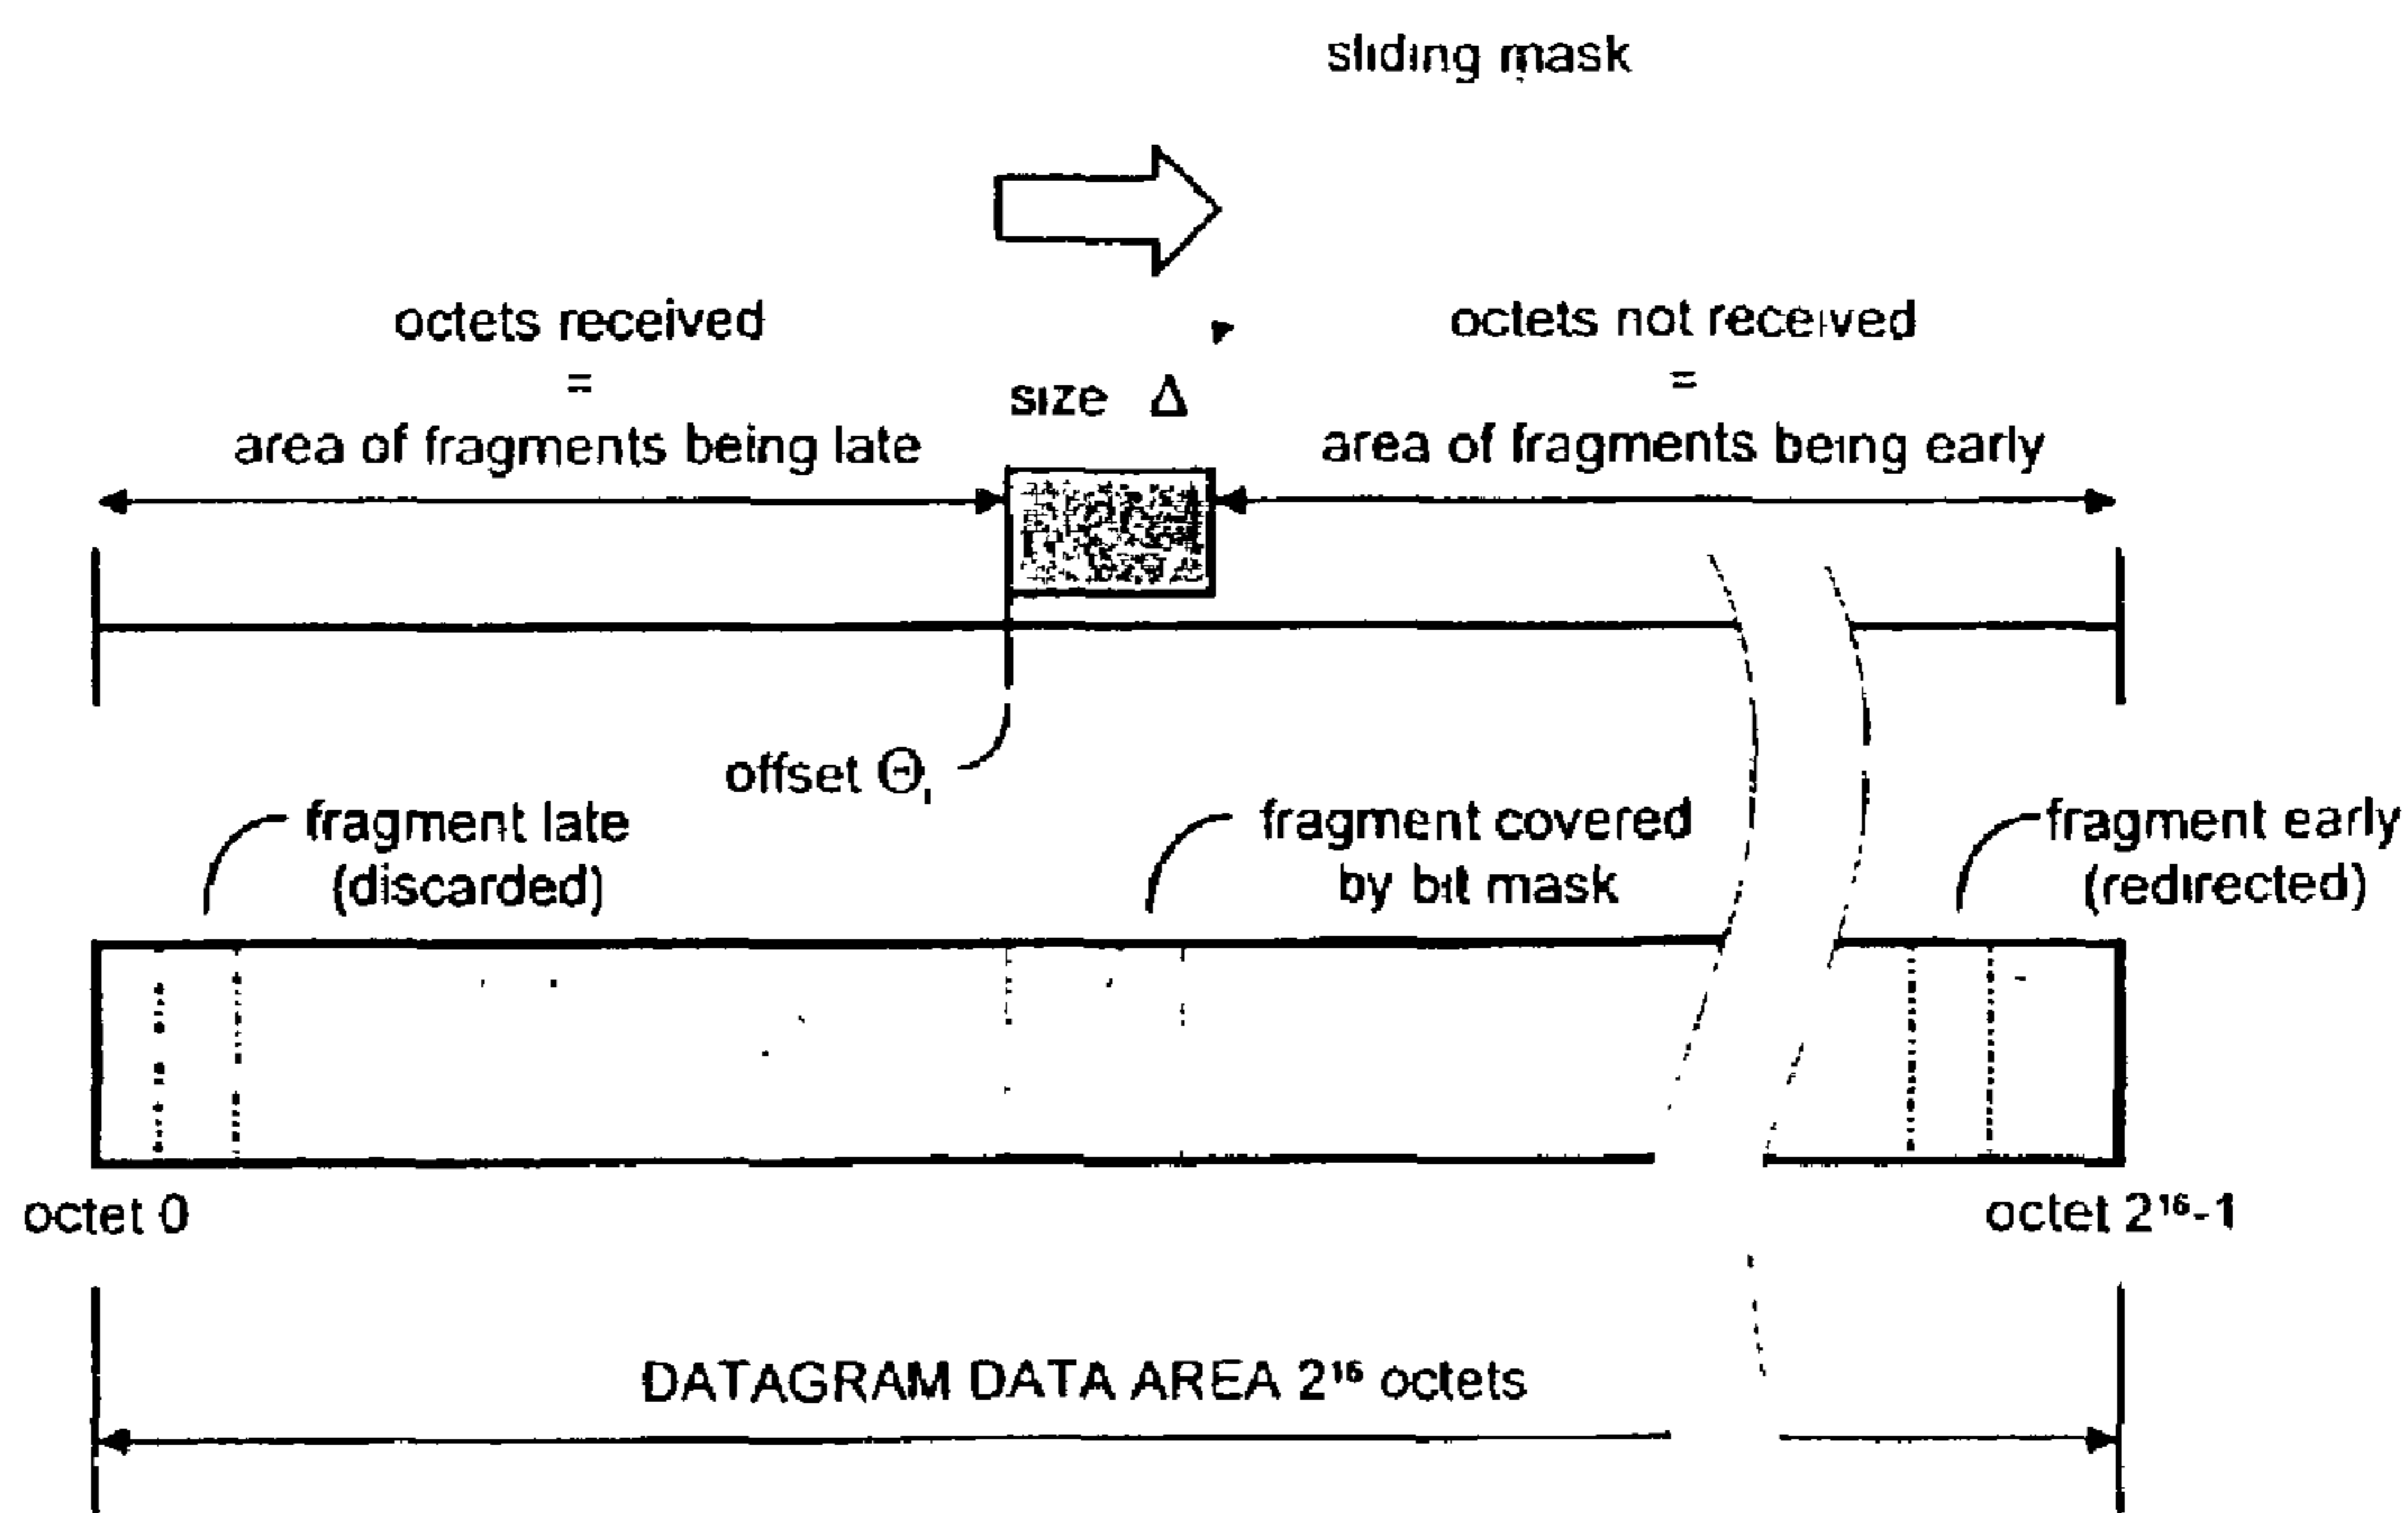 sliding mask
octets received
=
area of fragments being late
size Δ
octets not received
=
area of fragments being early
offset Θᵢ
fragment late
(discarded)
fragment covered
by bit mask
fragment early
(redirected)
octet 0
octet 2¹⁶-1
DATAGRAM DATA AREA 2¹⁶ octets